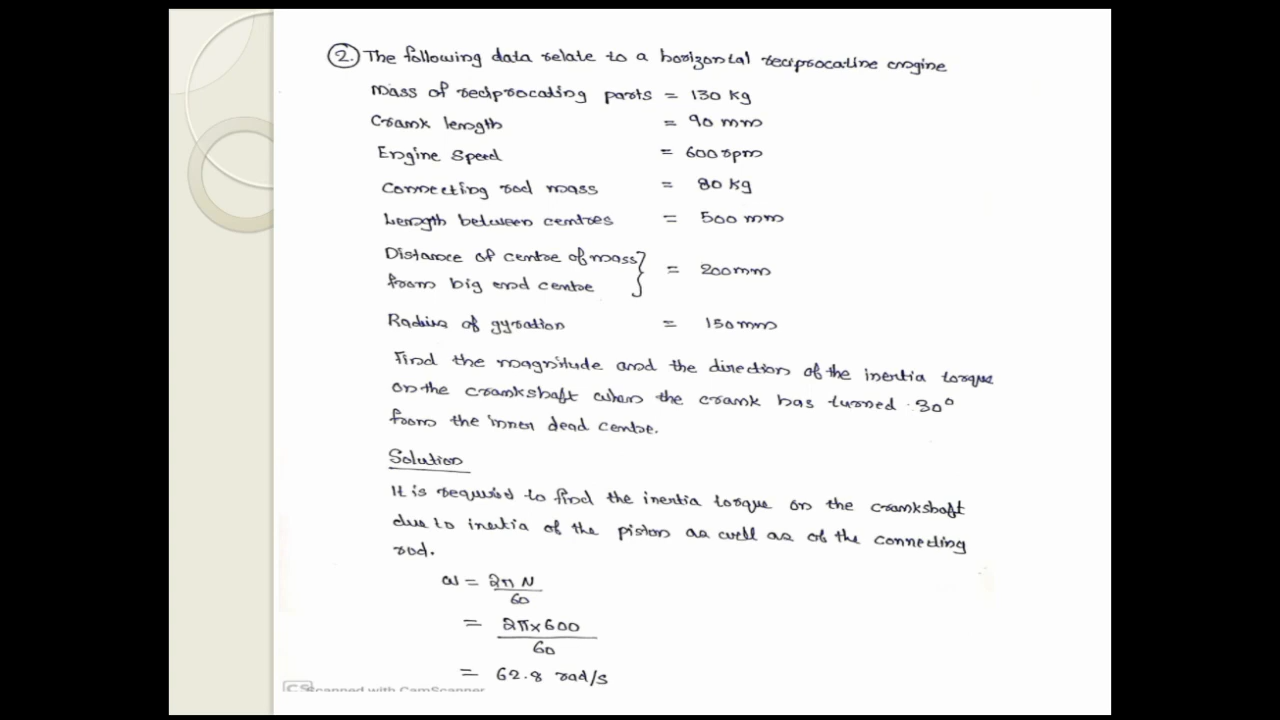 2. The following data relate to a horizontal reciprocatine engine
Mass of reciprocating parts = 130 kg
Crank length = 90 mm
Engine Speed = 600 rpm
Connecting rod mass = 80 kg
Length between centres = 500 mm
Distance of centre of mass
from big end centre } = 200 mm
Radius of gyration = 150 mm
Find the magnitude and the direction of the inertia torque
on the crankshaft when the crank has turned 30°
from the inner dead centre.
Solution
It is required to find the inertia torque on the crankshaft
due to inertia of the piston as well as of the connecting
rod.
ω = 2πN
60
= 2π×600
60
= 62.8 rad/s
CS Scanned with CamScanner